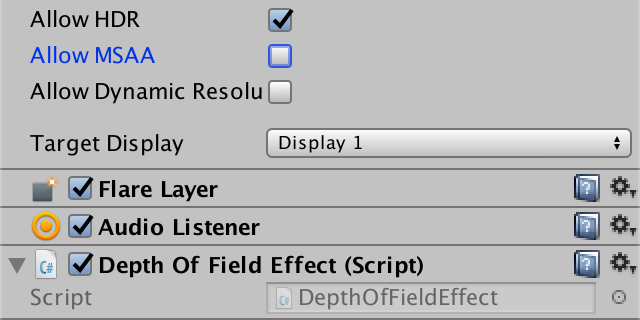 Allow HDR
Allow MSAA
Allow Dynamic Resolu
Target Display Display 1
Flare Layer
Audio Listener
C# Depth Of Field Effect (Script)
Script C# DepthOfFieldEffect